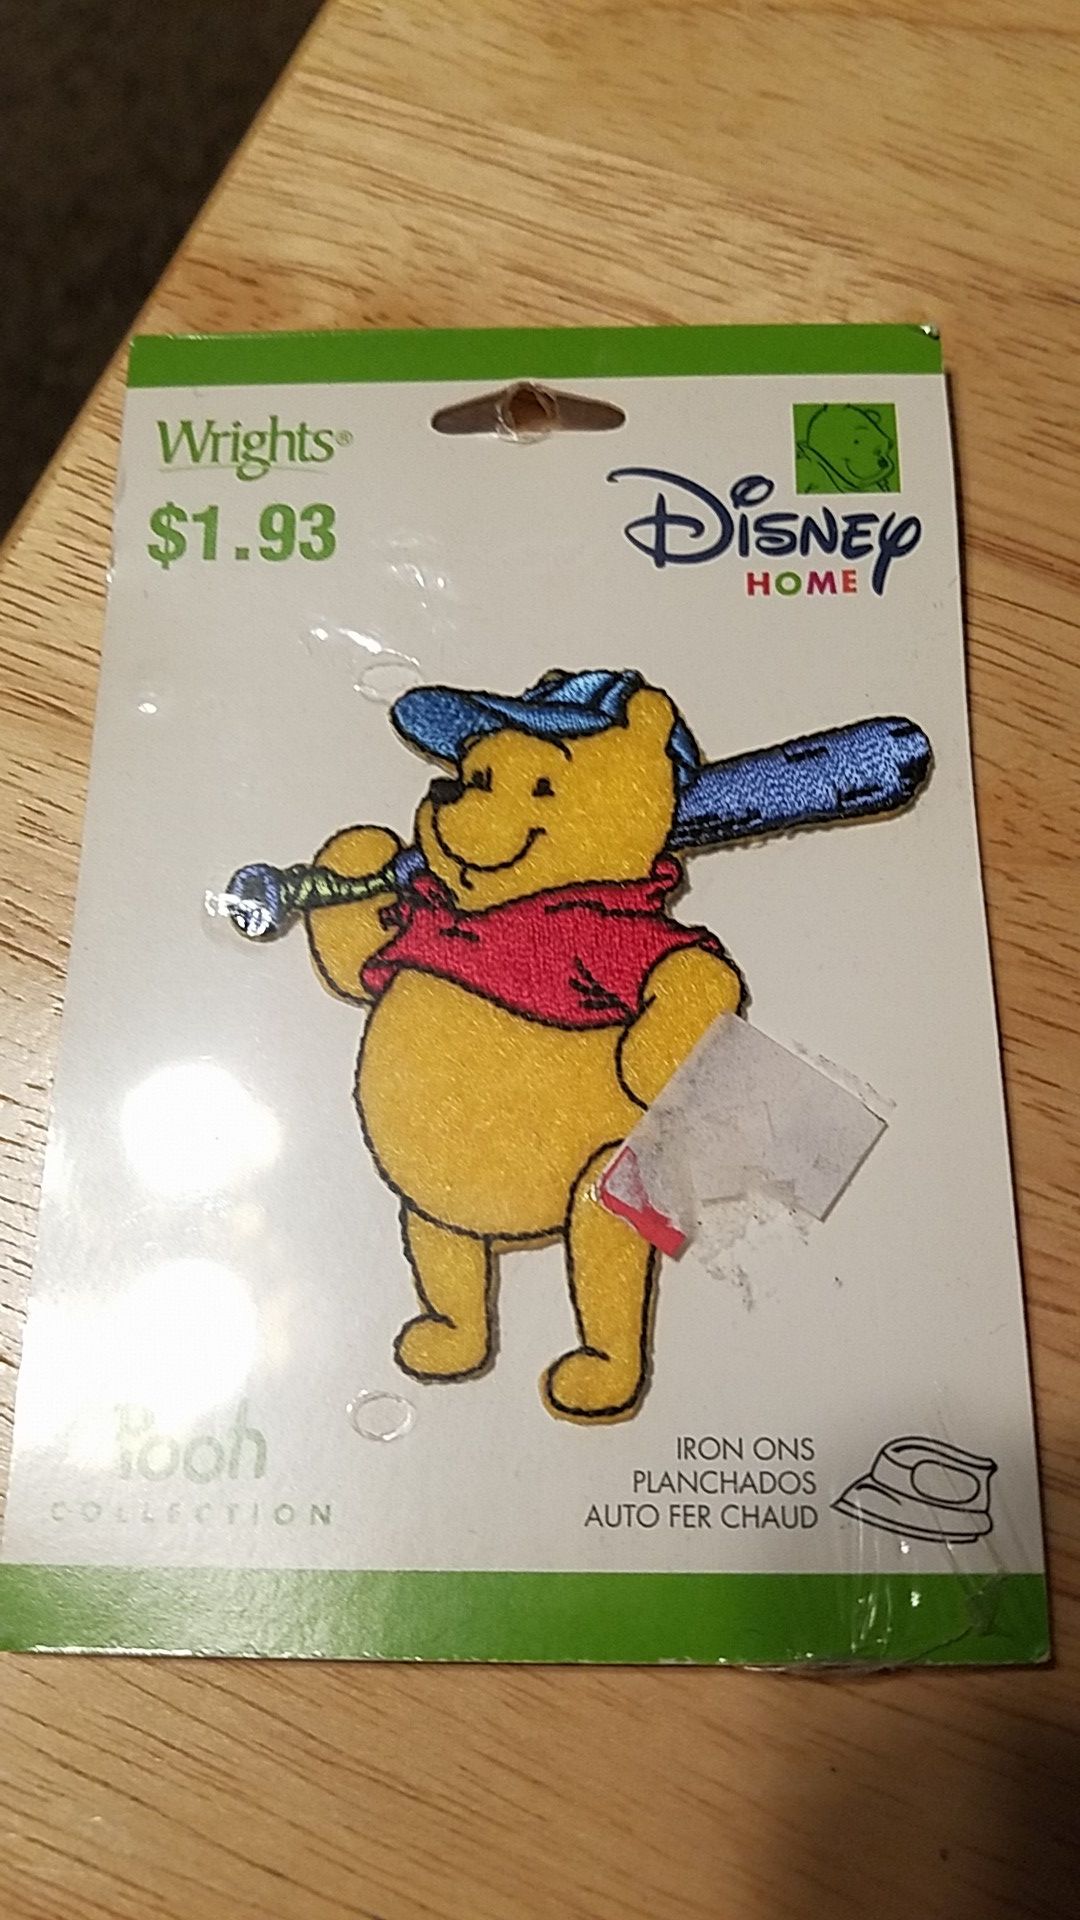 Wrights®
$1.93
DISNEY
HOME
Pooh
COLLECTION
IRON ONS
PLANCHADOS
AUTO FER CHAUD